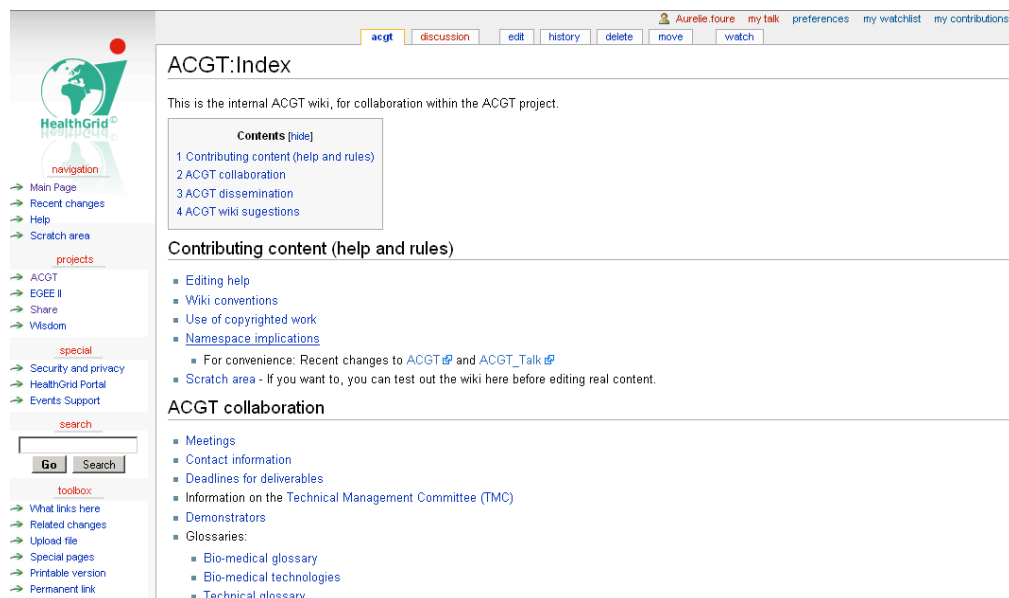 Aurelie.foure my talk preferences my watchlist my contributions
acgt discussion edit history delete move watch
HealthGrid©
navigation
Main Page
Recent changes
Help
Scratch area
projects
ACGT
EGEE II
Share
Wisdom
special
Security and privacy
HealthGrid Portal
Events Support
search
Go Search
toolbox
What links here
Related changes
Upload file
Special pages
Printable version
Permanent link
ACGT:Index
This is the internal ACGT wiki, for collaboration within the ACGT project.
Contents [hide]
1 Contributing content (help and rules)
2 ACGT collaboration
3 ACGT dissemination
4 ACGT wiki sugestions
Contributing content (help and rules)
Editing help
Wiki conventions
Use of copyrighted work
Namespace implications
For convenience: Recent changes to ACGT and ACGT_Talk
Scratch area - If you want to, you can test out the wiki here before editing real content.
ACGT collaboration
Meetings
Contact information
Deadlines for deliverables
Information on the Technical Management Committee (TMC)
Demonstrators
Glossaries:
Bio-medical glossary
Bio-medical technologies
Technical glossary